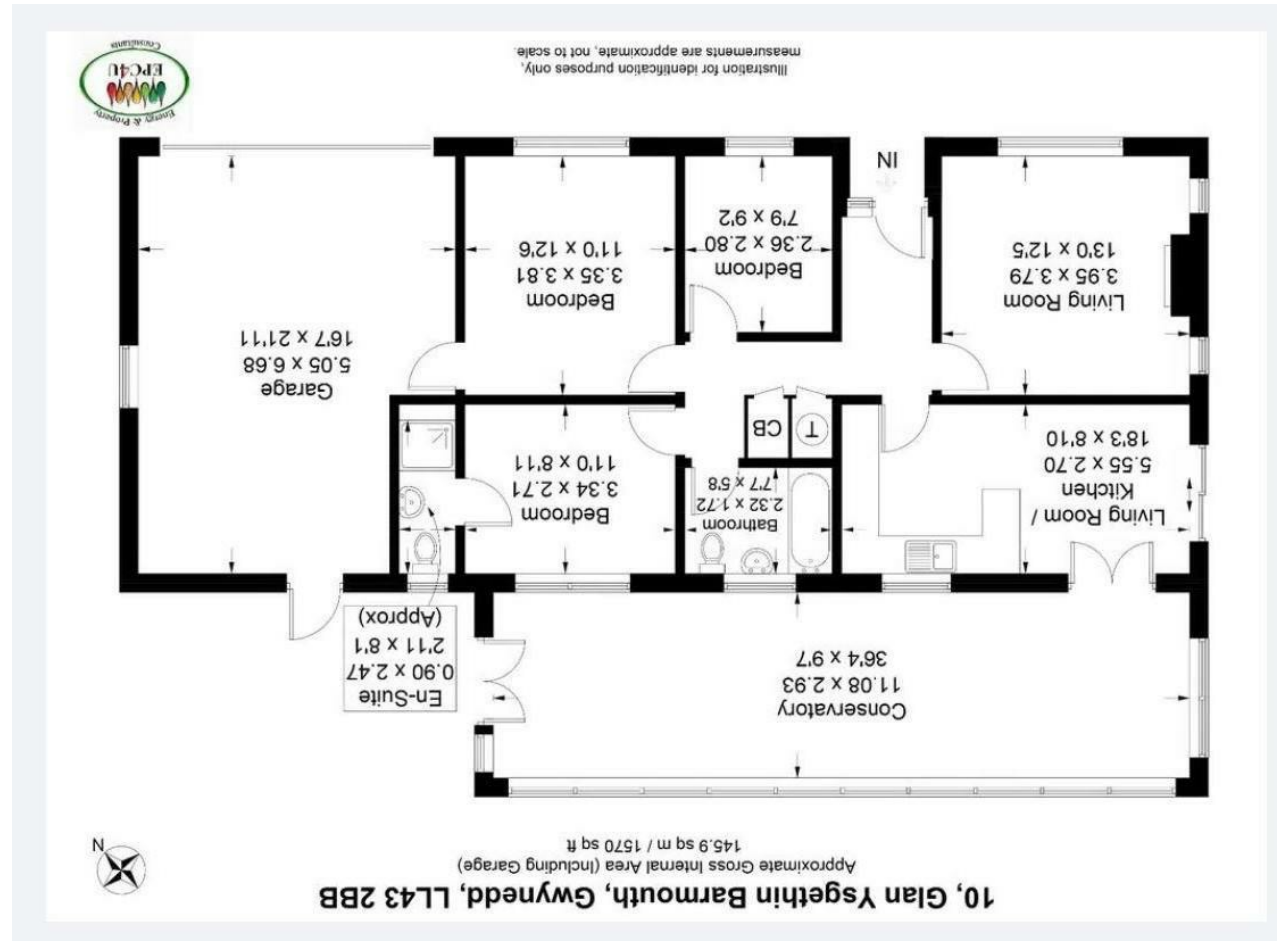 10, Glan Ysgethin Barmouth, Gwynedd, LL43 2BB
Approximate Gross Internal Area (Including Garage)
145.9 sq m / 1570 sq ft
N
Conservatory
11.08 x 2.93
36'4 x 9'7
En-Suite
0.90 x 2.47
2'11 x 8'1
(Approx)
Living Room /
Kitchen
5.55 x 2.70
18'3 x 8'10
Bathroom
2.32 x 1.72
7'7 x 5'8
Bedroom
3.34 x 2.71
11'0 x 8'11
T
CB
Garage
5.05 x 6.68
16'7 x 21'11
Living Room
3.95 x 3.79
13'0 x 12'5
Bedroom
2.36 x 2.80
7'9 x 9'2
Bedroom
3.35 x 3.81
11'0 x 12'6
IN
Illustration for identification purposes only,
measurements are approximate, not to scale.
Energy & Property
EPC4U
Consultants